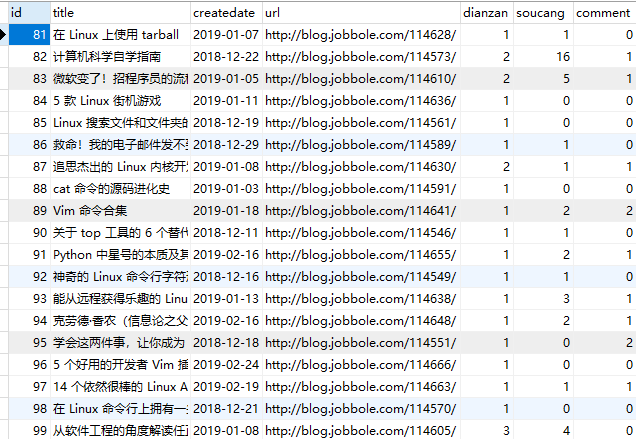 id title createdate url dianzan soucang comment
81 在 Linux 上使用 tarball 2019-01-07 http://blog.jobbole.com/114628/ 1 1 0
82 计算机科学自学指南 2018-12-22 http://blog.jobbole.com/114573/ 2 16 1
83 微软变了！招程序员的流程 2019-01-05 http://blog.jobbole.com/114610/ 2 5 1
84 5 款 Linux 街机游戏 2019-01-11 http://blog.jobbole.com/114636/ 1 0 0
85 Linux 搜索文件和文件夹的 2018-12-19 http://blog.jobbole.com/114561/ 1 0 0
86 救命！我的电子邮件发不到 2018-12-29 http://blog.jobbole.com/114589/ 1 1 0
87 追思杰出的 Linux 内核开发 2019-01-08 http://blog.jobbole.com/114630/ 2 1 1
88 cat 命令的源码进化史 2019-01-03 http://blog.jobbole.com/114591/ 1 0 0
89 Vim 命令合集 2019-01-18 http://blog.jobbole.com/114641/ 1 2 2
90 关于 top 工具的 6 个替代 2018-12-11 http://blog.jobbole.com/114546/ 1 0 0
91 Python 中星号的本质及其 2019-02-16 http://blog.jobbole.com/114655/ 1 2 1
92 神奇的 Linux 命令行字符 2018-12-16 http://blog.jobbole.com/114549/ 1 1 0
93 能从远程获得乐趣的 Linu 2019-01-13 http://blog.jobbole.com/114638/ 1 3 1
94 克劳德·香农（信息论之父 2019-02-16 http://blog.jobbole.com/114648/ 1 2 1
95 学会这两件事，让你成为 2018-12-18 http://blog.jobbole.com/114551/ 1 0 2
96 5 个好用的开发者 Vim 插 2019-02-24 http://blog.jobbole.com/114666/ 1 0 0
97 14 个依然很棒的 Linux A 2019-02-19 http://blog.jobbole.com/114663/ 1 1 1
98 在 Linux 命令行上拥有一 2018-12-21 http://blog.jobbole.com/114570/ 1 0 0
99 从软件工程的角度解读任 2019-01-08 http://blog.jobbole.com/114605/ 3 4 0